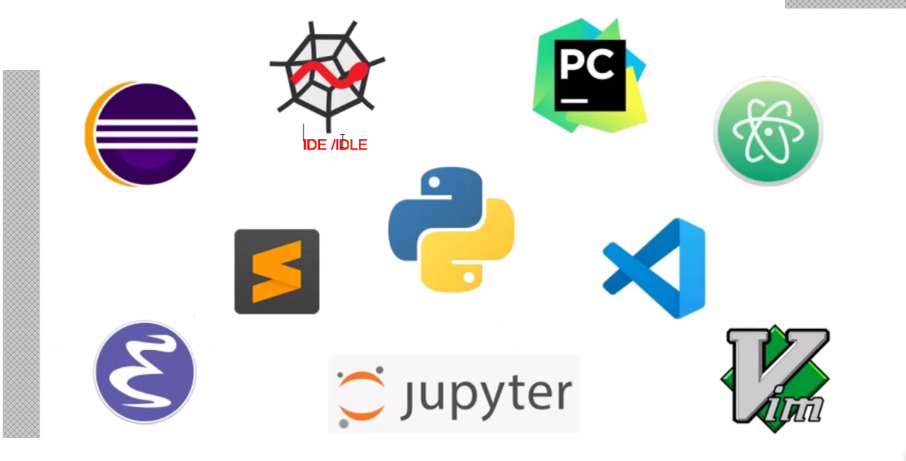 PC
IDE /IDLE
jupyter
Vim